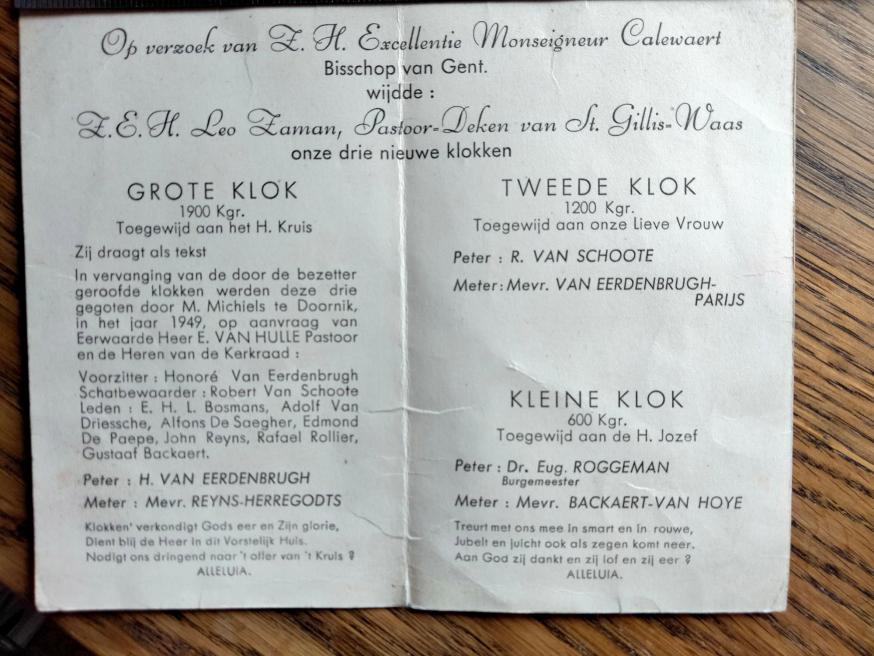 Op verzoek van Z. H. Excellentie Monseigneur Calewaert
Bisschop van Gent.
wijdde :
Z.E.H. Leo Zaman, Pastoor-Deken van St. Gillis-Waas
onze drie nieuwe klokken
GROTE KLOK
1900 Kgr.
Toegewijd aan het H. Kruis
Zij draagt als tekst
In vervanging van de door de bezetter
geroofde klokken werden deze drie
gegoten door M. Michiels te Doornik,
in het jaar 1949, op aanvraag van
Eerwaarde Heer E. VAN HULLE Pastoor
en de Heren van de Kerkraad :
Voorzitter : Honoré Van Eerdenbrugh
Schatbewaarder : Robert Van Schoote
Leden : E. H. L. Bosmans, Adolf Van
Driessche, Alfons De Saegher, Edmond
De Paepe, John Reyns, Rafael Rollier,
Gustaaf Backaert.
Peter : H. VAN EERDENBRUGH
Meter : Mevr. REYNS-HERREGODTS
Klokken' verkondigt Gods eer en Zijn glorie,
Dient blij de Heer in dit Vorstelijk Huis.
Nodigt ons dringend naar 't offer van 't Kruis ?
ALLELUIA.
TWEEDE KLOK
1200 Kgr.
Toegewijd aan onze Lieve Vrouw
Peter : R. VAN SCHOOTE
Meter : Mevr. VAN EERDENBRUGH-
PARIJS
KLEINE KLOK
600 Kgr.
Toegewijd aan de H. Jozef
Peter : Dr. Eug. ROGGEMAN
Burgemeester
Meter : Mevr. BACKAERT-VAN HOYE
Treurt met ons mee in smart en in rouwe,
Jubelt en juicht ook als zegen komt neer.
Aan God zij dankt en zij lof en zij eer ?
ALLELUIA.